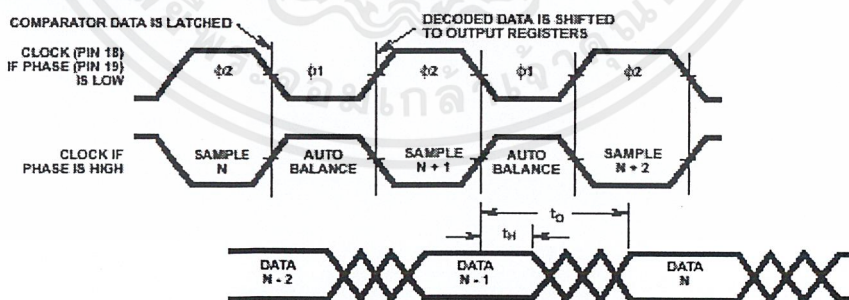 COMPARATOR DATA IS LATCHED
DECODED DATA IS SHIFTED
TO OUTPUT REGISTERS
CLOCK (PIN 18)
IF PHASE (PIN 19)
IS LOW
ϕ2
ϕ1
ϕ2
ϕ1
ϕ2
CLOCK IF
PHASE IS HIGH
SAMPLE
N
AUTO
BALANCE
SAMPLE
N + 1
AUTO
BALANCE
SAMPLE
N + 2
tD
tH
DATA
N - 2
DATA
N - 1
DATA
N